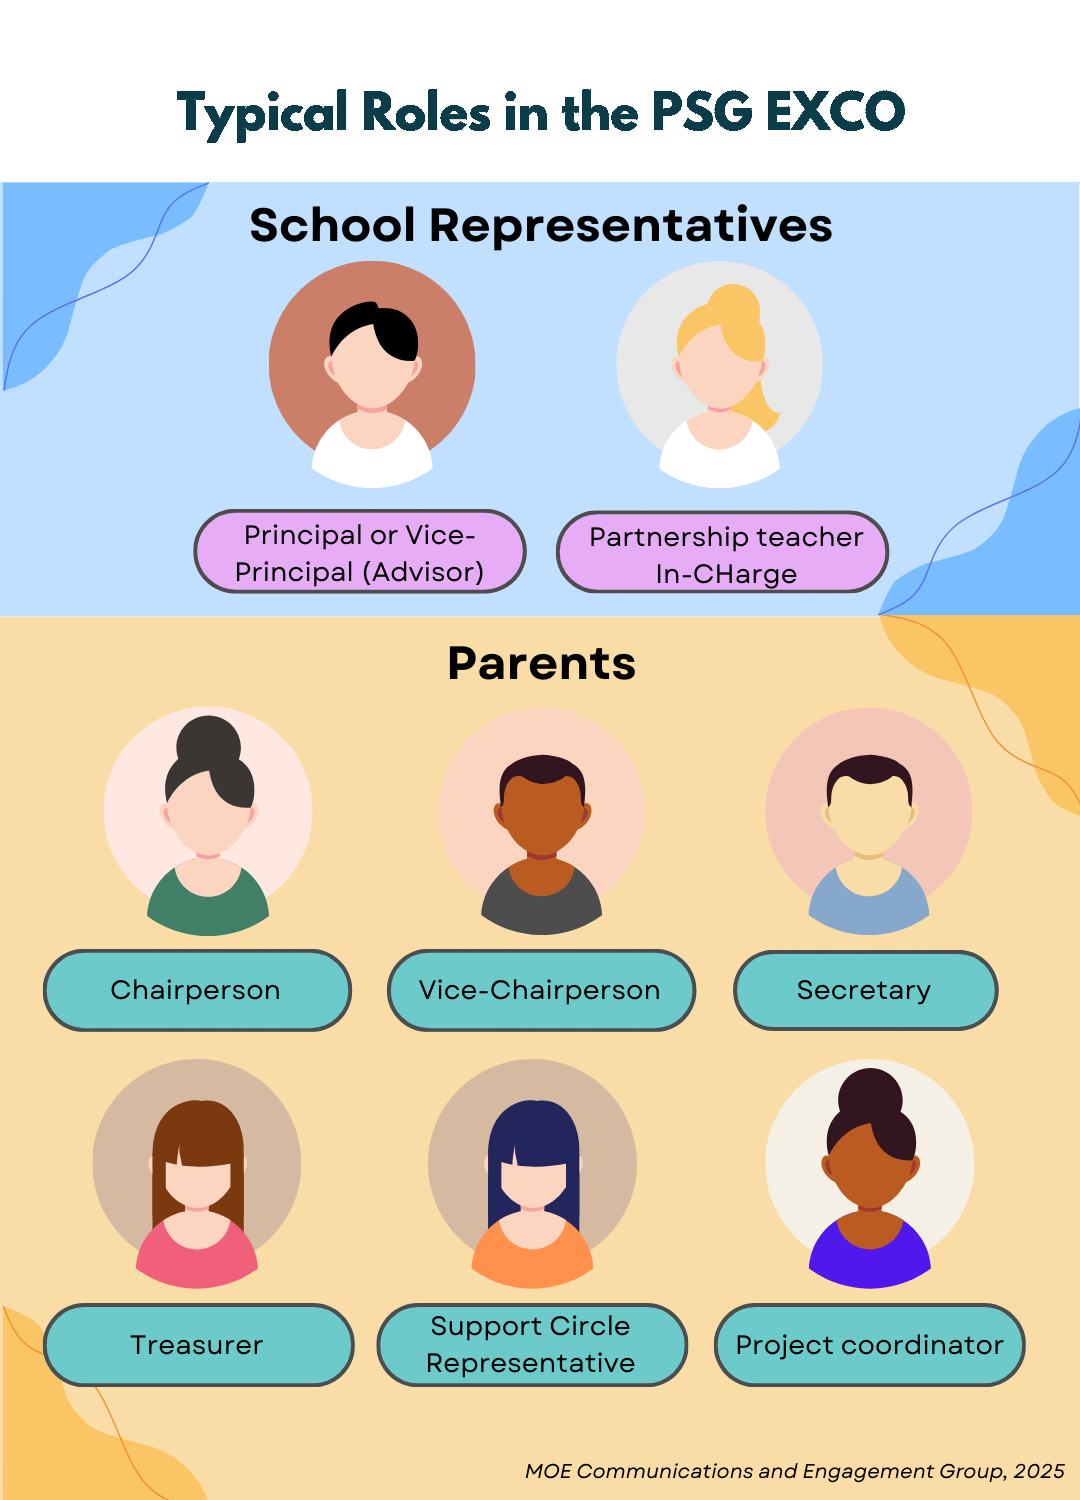 Typical Roles in the PSG EXCO
School Representatives
Principal or Vice-
Principal (Advisor)
Partnership teacher
In-CHarge
Parents
Chairperson
Vice-Chairperson
Secretary
Treasurer
Support Circle
Representative
Project coordinator
MOE Communications and Engagement Group, 2025